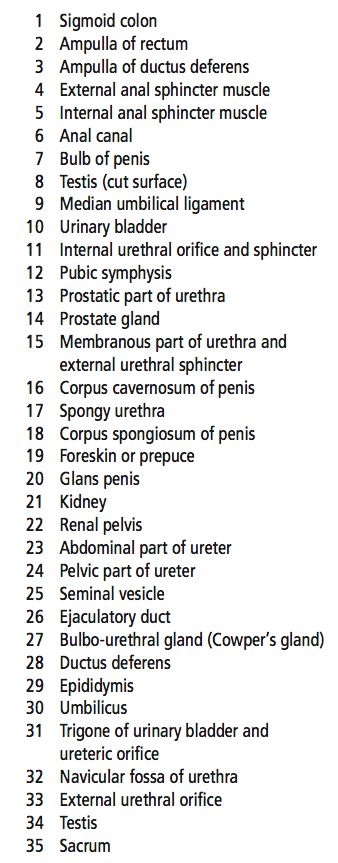 1 Sigmoid colon
2 Ampulla of rectum
3 Ampulla of ductus deferens
4 External anal sphincter muscle
5 Internal anal sphincter muscle
6 Anal canal
7 Bulb of penis
8 Testis (cut surface)
9 Median umbilical ligament
10 Urinary bladder
11 Internal urethral orifice and sphincter
12 Pubic symphysis
13 Prostatic part of urethra
14 Prostate gland
15 Membranous part of urethra and
external urethral sphincter
16 Corpus cavernosum of penis
17 Spongy urethra
18 Corpus spongiosum of penis
19 Foreskin or prepuce
20 Glans penis
21 Kidney
22 Renal pelvis
23 Abdominal part of ureter
24 Pelvic part of ureter
25 Seminal vesicle
26 Ejaculatory duct
27 Bulbo-urethral gland (Cowper's gland)
28 Ductus deferens
29 Epididymis
30 Umbilicus
31 Trigone of urinary bladder and
ureteric orifice
32 Navicular fossa of urethra
33 External urethral orifice
34 Testis
35 Sacrum